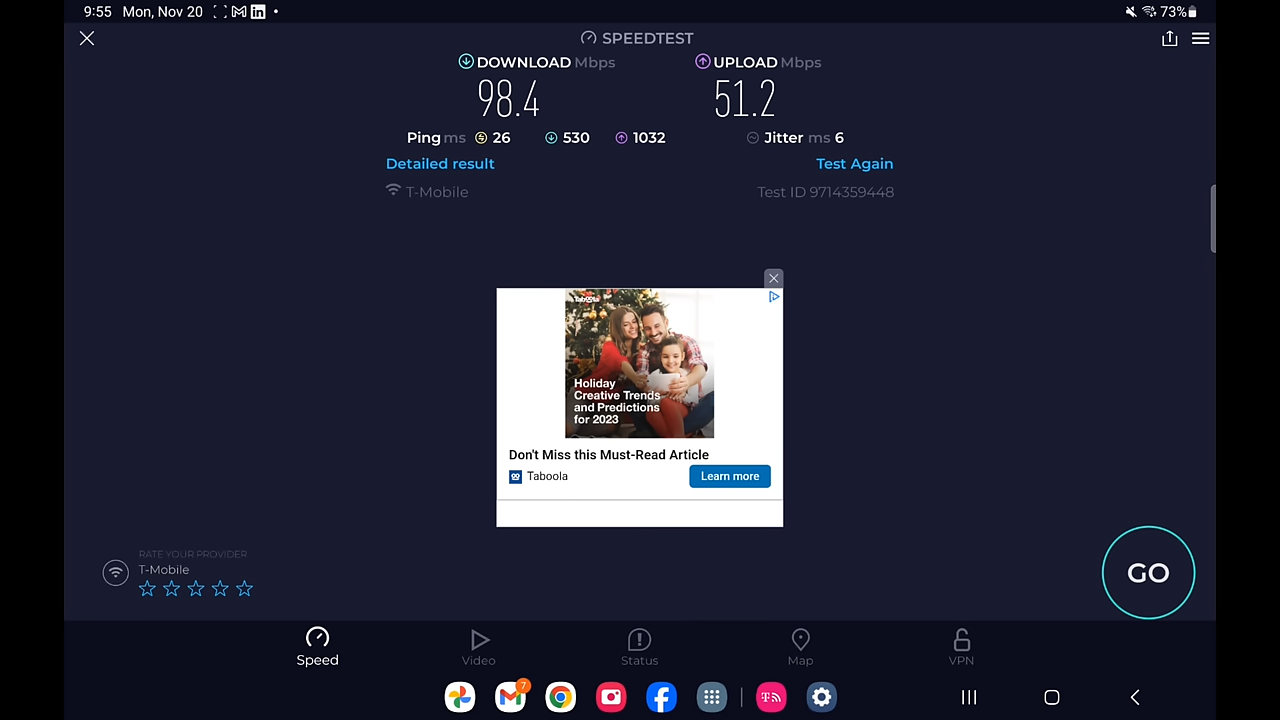 9:55 Mon, Nov 20 73%
SPEEDTEST
DOWNLOAD Mbps UPLOAD Mbps
98.4 51.2
Ping ms 26 530 1032 Jitter ms 6
Detailed result Test Again
T-Mobile Test ID 9714359448
Taboola
Holiday
Creative Trends
and Predictions
for 2023
Don't Miss this Must-Read Article
Taboola Learn more
RATE YOUR PROVIDER
T-Mobile
GO
Speed Video Status Map VPN
7
T